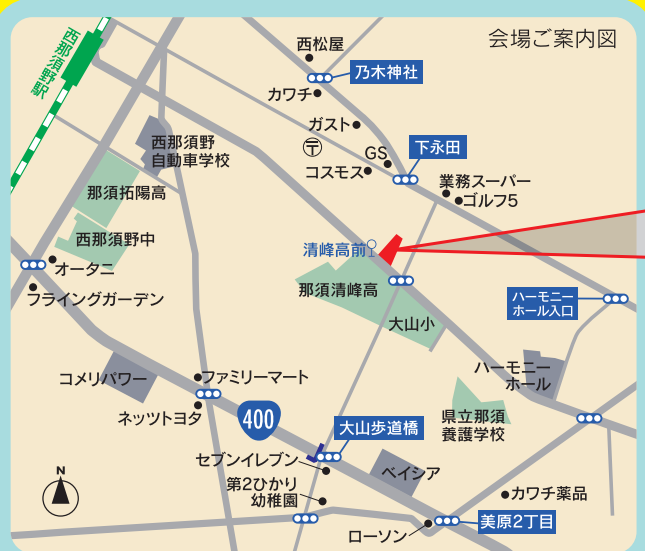 会場ご案内図
西那須野駅
西松屋
乃木神社
カワチ
ガスト
〒
GS
コスモス
下永田
業務スーパー
ゴルフ5
西那須野
自動車学校
那須拓陽高
西那須野中
オータニ
フライングガーデン
清峰高前
那須清峰高
大山小
ハーモニー
ホール入口
ハーモニー
ホール
コメリパワー
ファミリーマート
ネッツトヨタ
400
大山歩道橋
県立那須
養護学校
セブンイレブン
ベイシア
第2ひかり
幼稚園
カワチ薬品
美原2丁目
ローソン
N